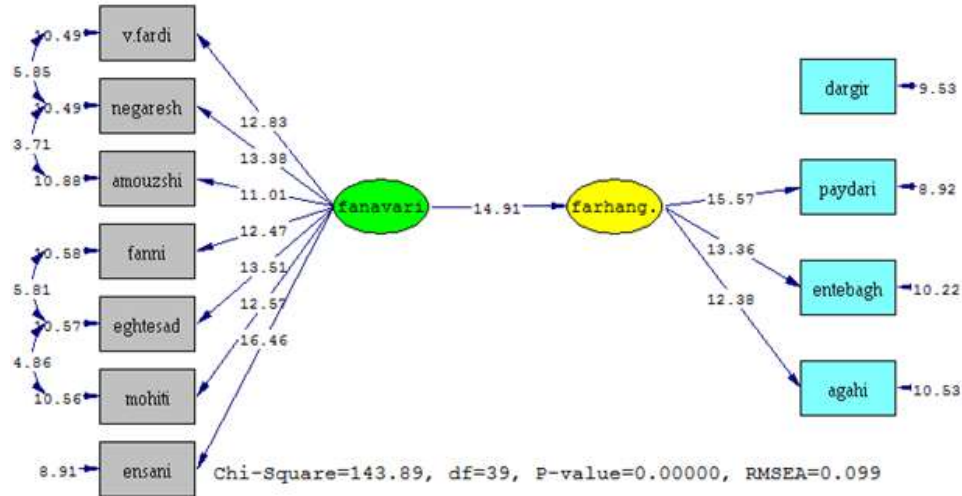 10.49
v.fardi
5.85
10.49
negaresh
3.71
10.88
amouzshi
10.58
fanni
5.81
10.57
eghtesad
4.86
10.56
mohiti
8.91
ensani
12.83
13.38
11.01
12.47
13.51
12.57
16.46
fanavari
14.91
farhang.
15.57
13.36
12.38
dargir
9.53
paydari
8.92
entebagh
10.22
agahi
10.53
Chi-Square=143.89, df=39, P-value=0.00000, RMSEA=0.099